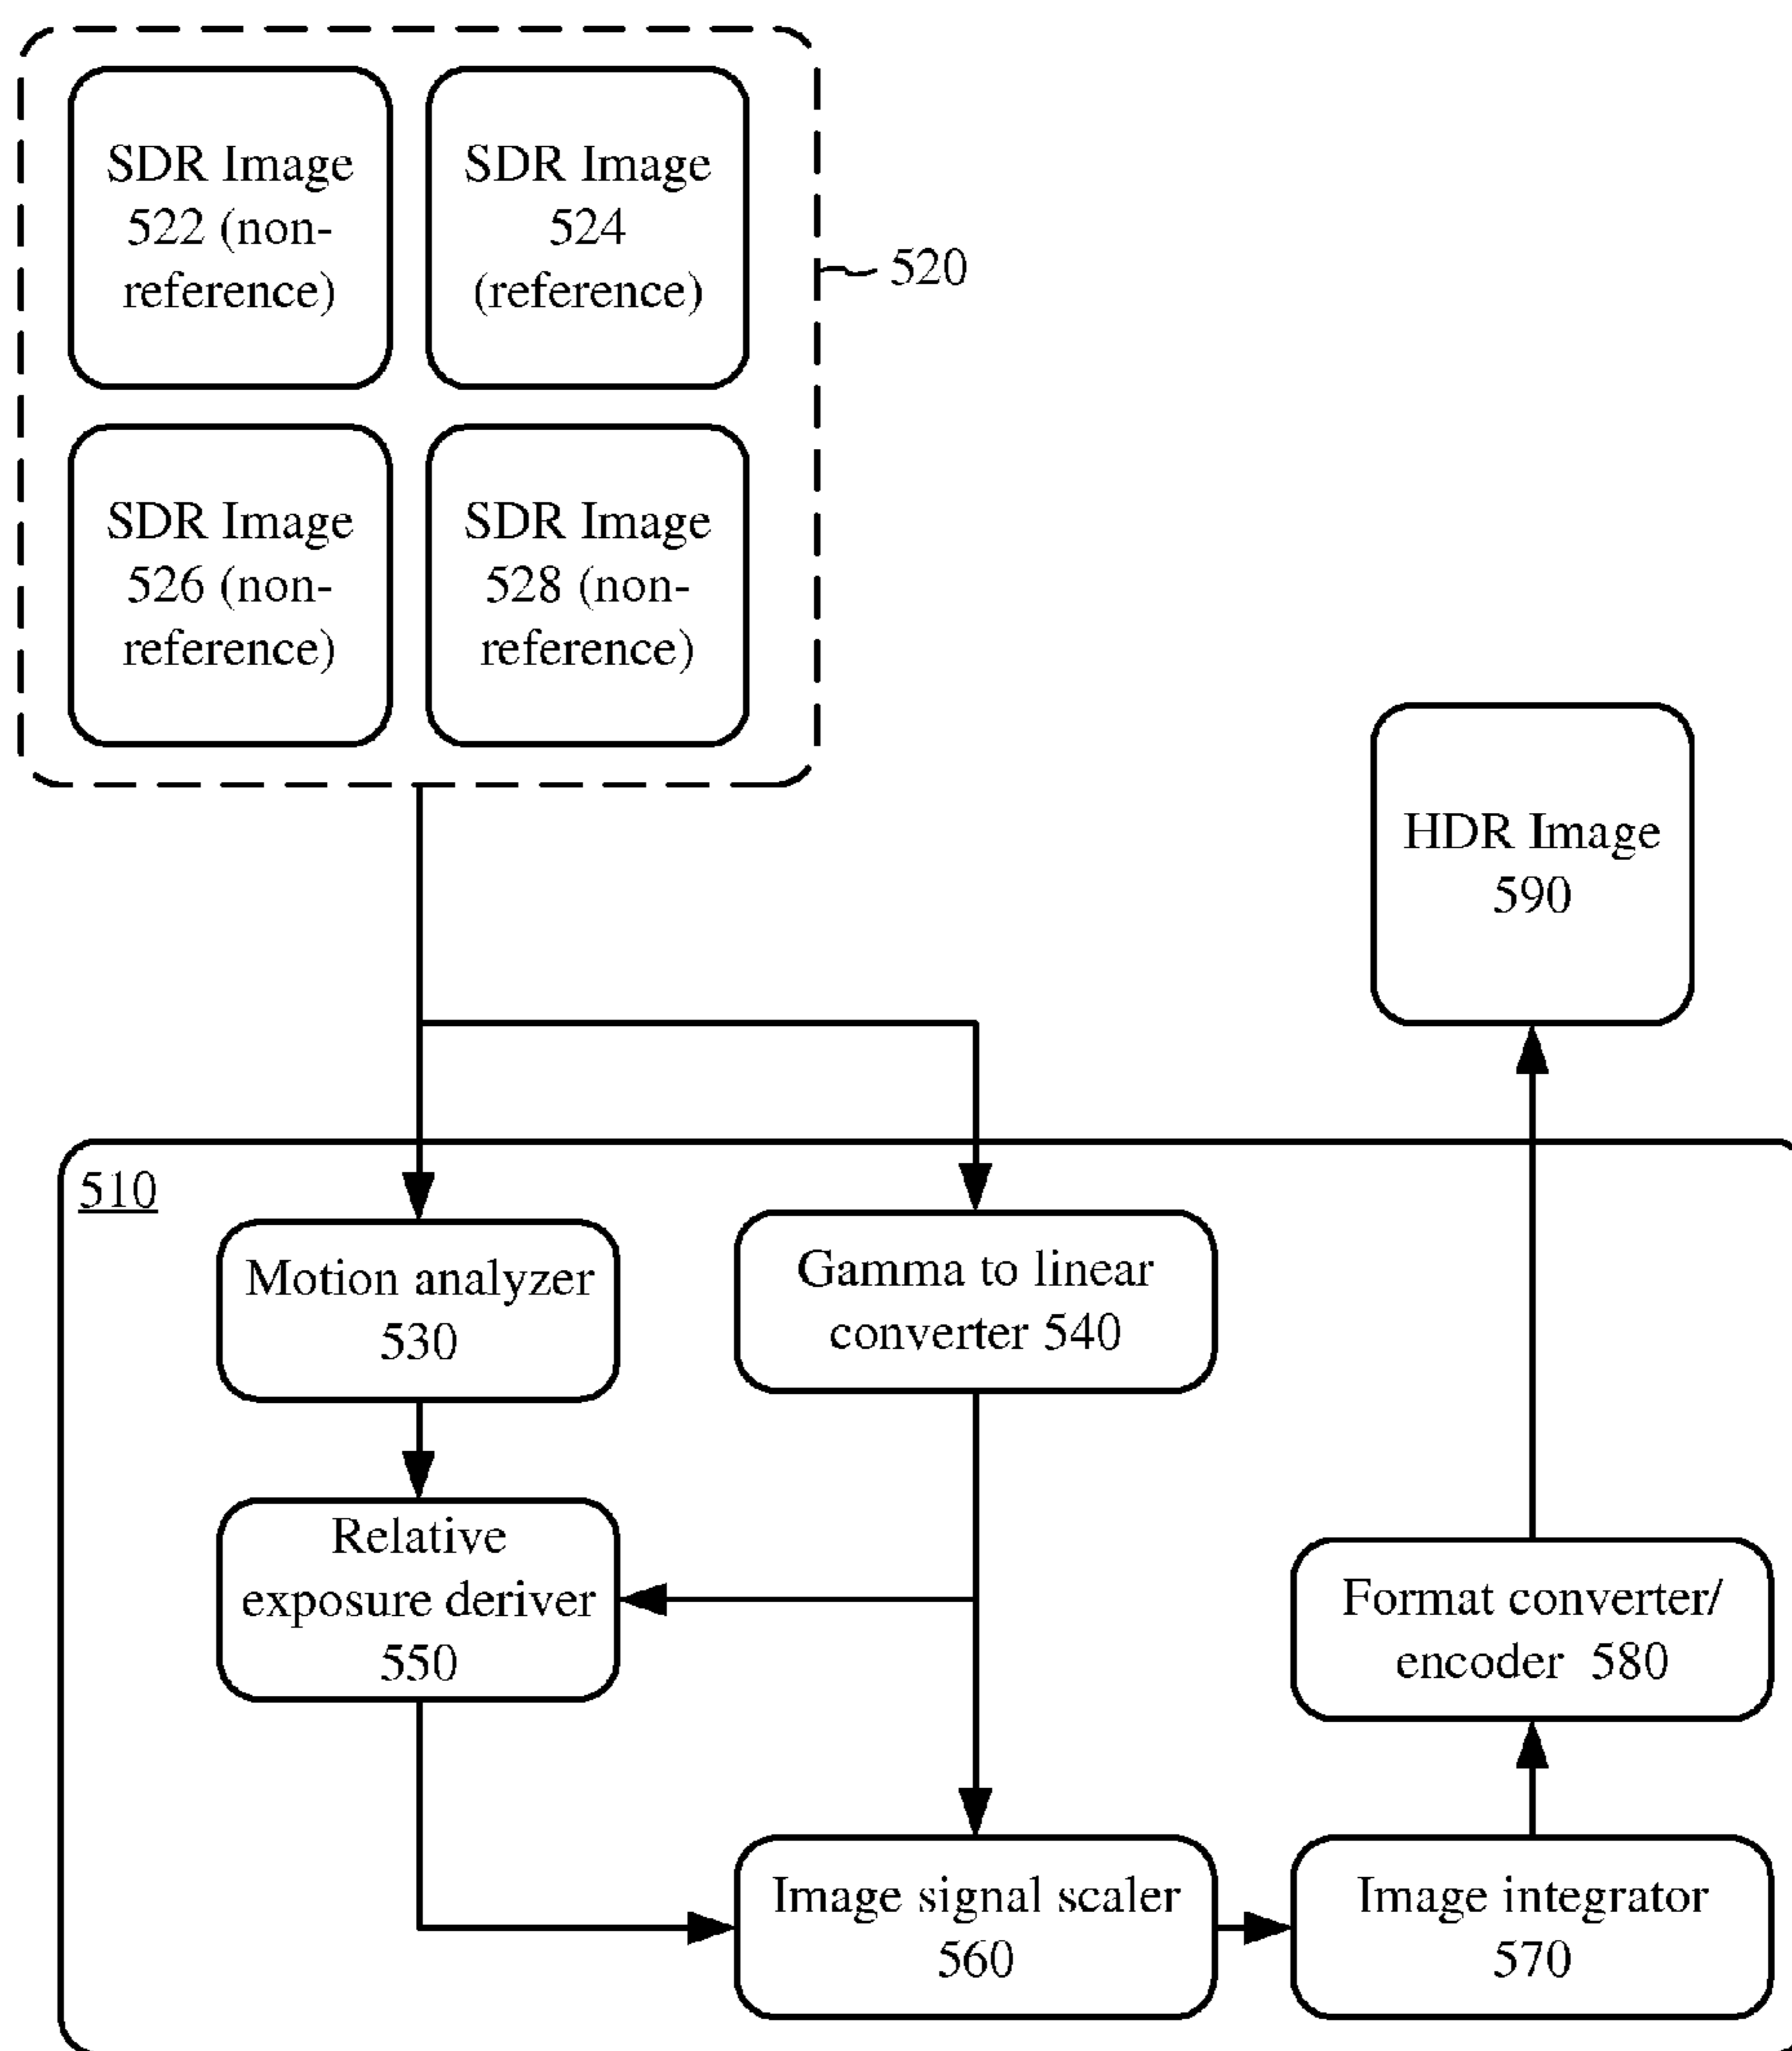 SDR Image
522 (non-
reference)
SDR Image
524
(reference)
520
SDR Image
526 (non-
reference)
SDR Image
528 (non-
reference)
HDR Image
590
510
Motion analyzer
530
Gamma to linear
converter 540
Relative
exposure deriver
550
Format converter/
encoder 580
Image signal scaler
560
Image integrator
570